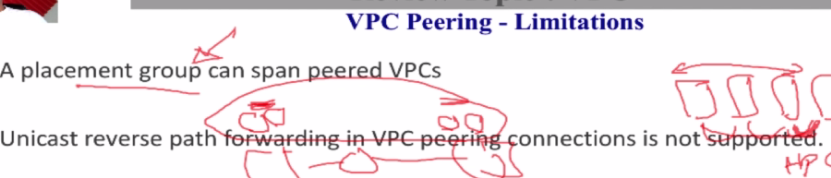 VPC Peering - Limitations
A placement group can span peered VPCs
Unicast reverse path forwarding in VPC peering connections is not supported.
HPC